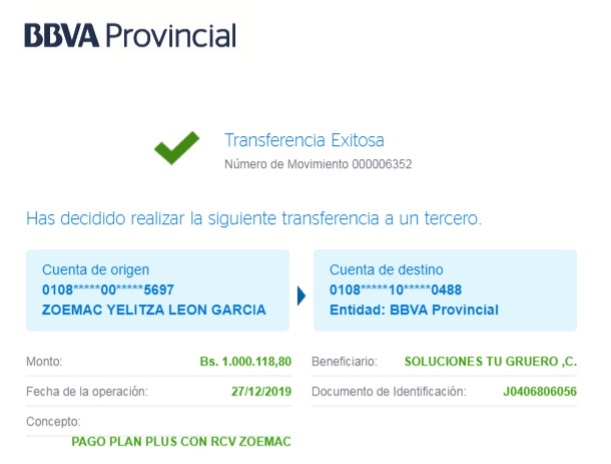 BBVA Provincial
Transferencia Exitosa
Número de Movimiento 000006352
Has decidido realizar la siguiente transferencia a un tercero.
Cuenta de origen
0108*****00*****5697
ZOEMAC YELITZA LEON GARCIA
Cuenta de destino
0108*****10*****0488
Entidad: BBVA Provincial
Monto: Bs. 1.000.118,80
Beneficiario: SOLUCIONES TU GRUERO ,C.
Fecha de la operación: 27/12/2019
Documento de Identificación: J0406806056
Concepto:
PAGO PLAN PLUS CON RCV ZOEMAC